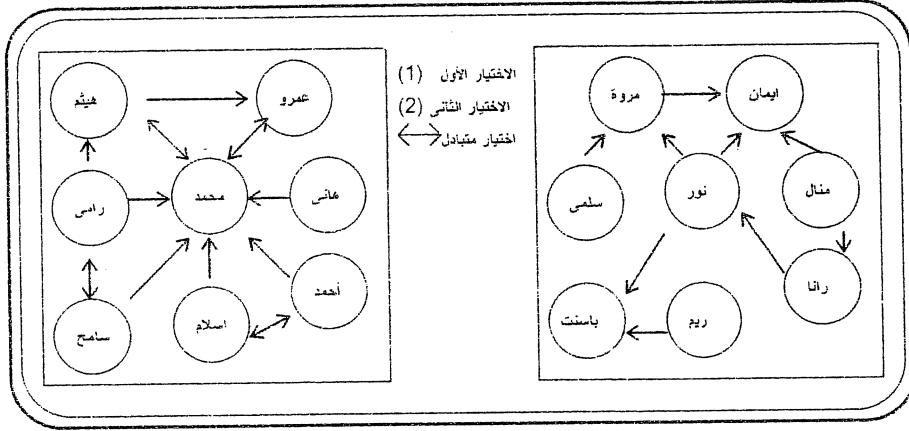 الاختيار الأول (1)
الاختيار الثانى (2)
اختيار متبادل
ايمان
مروة
منال
نور
سلمى
رانا
ريم
باسنت
عمرو
هيثم
هانى
محمد
رامى
أحمد
اسلام
سامح